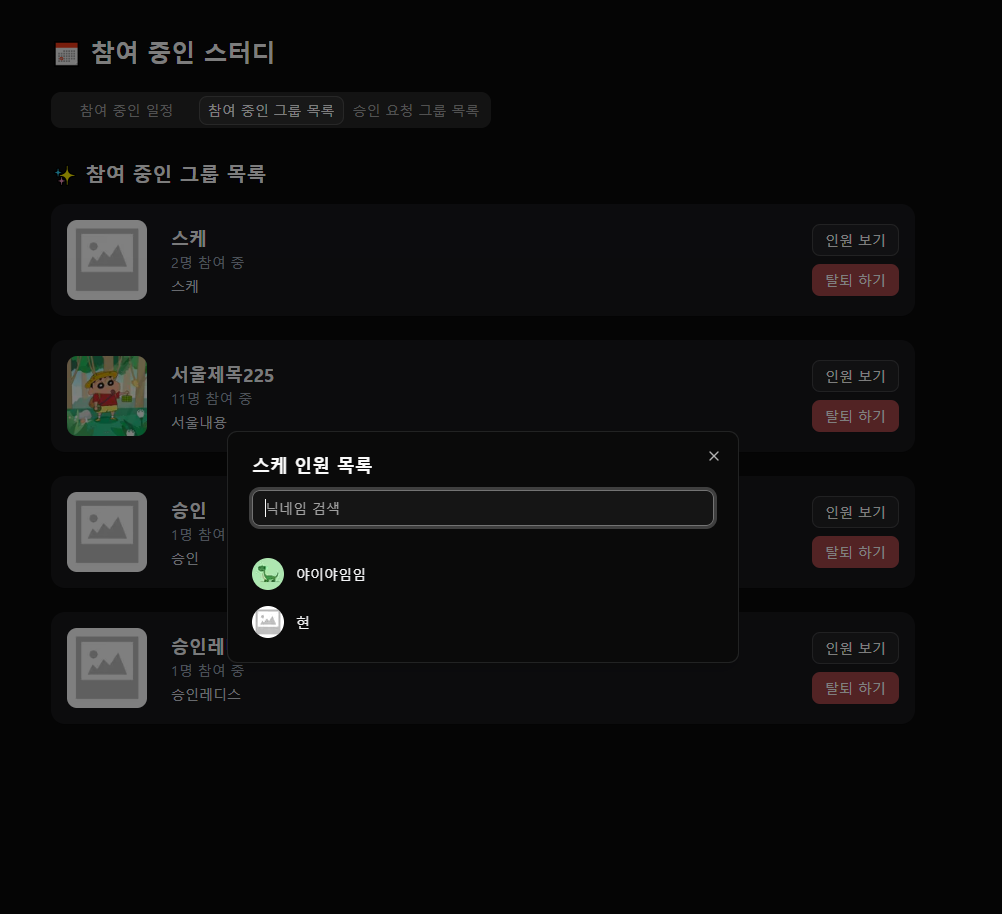 참여 중인 스터디
참여 중인 일정
참여 중인 그룹 목록
승인 요청 그룹 목록
참여 중인 그룹 목록
스케
2명 참여 중
스케
인원 보기
탈퇴 하기
서울제목225
11명 참여 중
서울내용
인원 보기
탈퇴 하기
스케 인원 목록
닉네임 검색
야이야임임
현
승인
1명 참여
승인
인원 보기
탈퇴 하기
승인레
1명 참여 중
승인레디스
인원 보기
탈퇴 하기